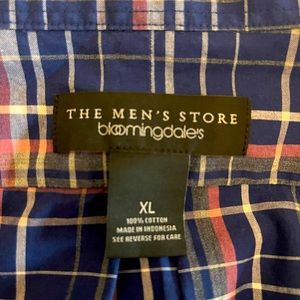 THE MEN'S STORE
bloomingdale's
XL
100% COTTON
MADE IN INDONESIA
SEE REVERSE FOR CARE